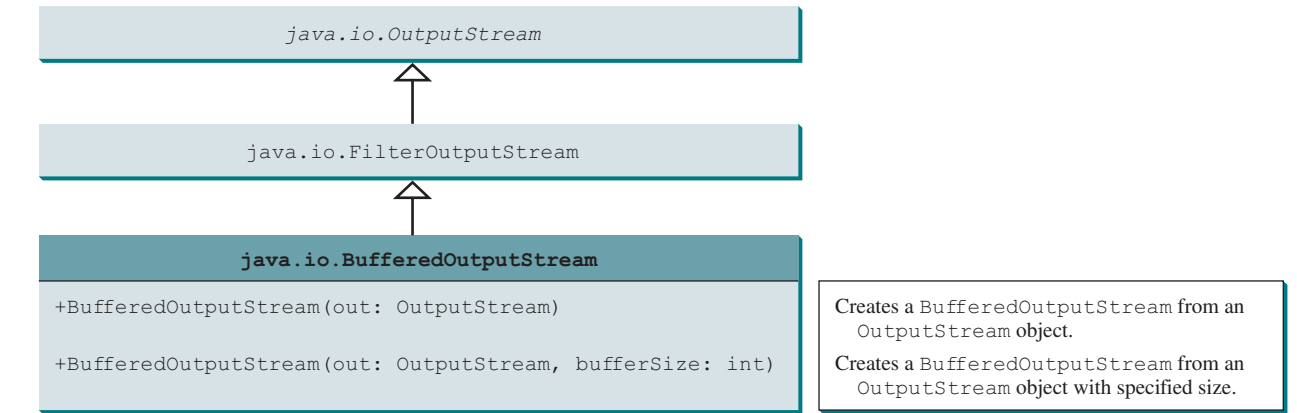 java.io.OutputStream
java.io.FilterOutputStream
java.io.BufferedOutputStream
+BufferedOutputStream(out: OutputStream)
+BufferedOutputStream(out: OutputStream, bufferSize: int)
Creates a BufferedOutputStream from an
OutputStream object.
Creates a BufferedOutputStream from an
OutputStream object with specified size.